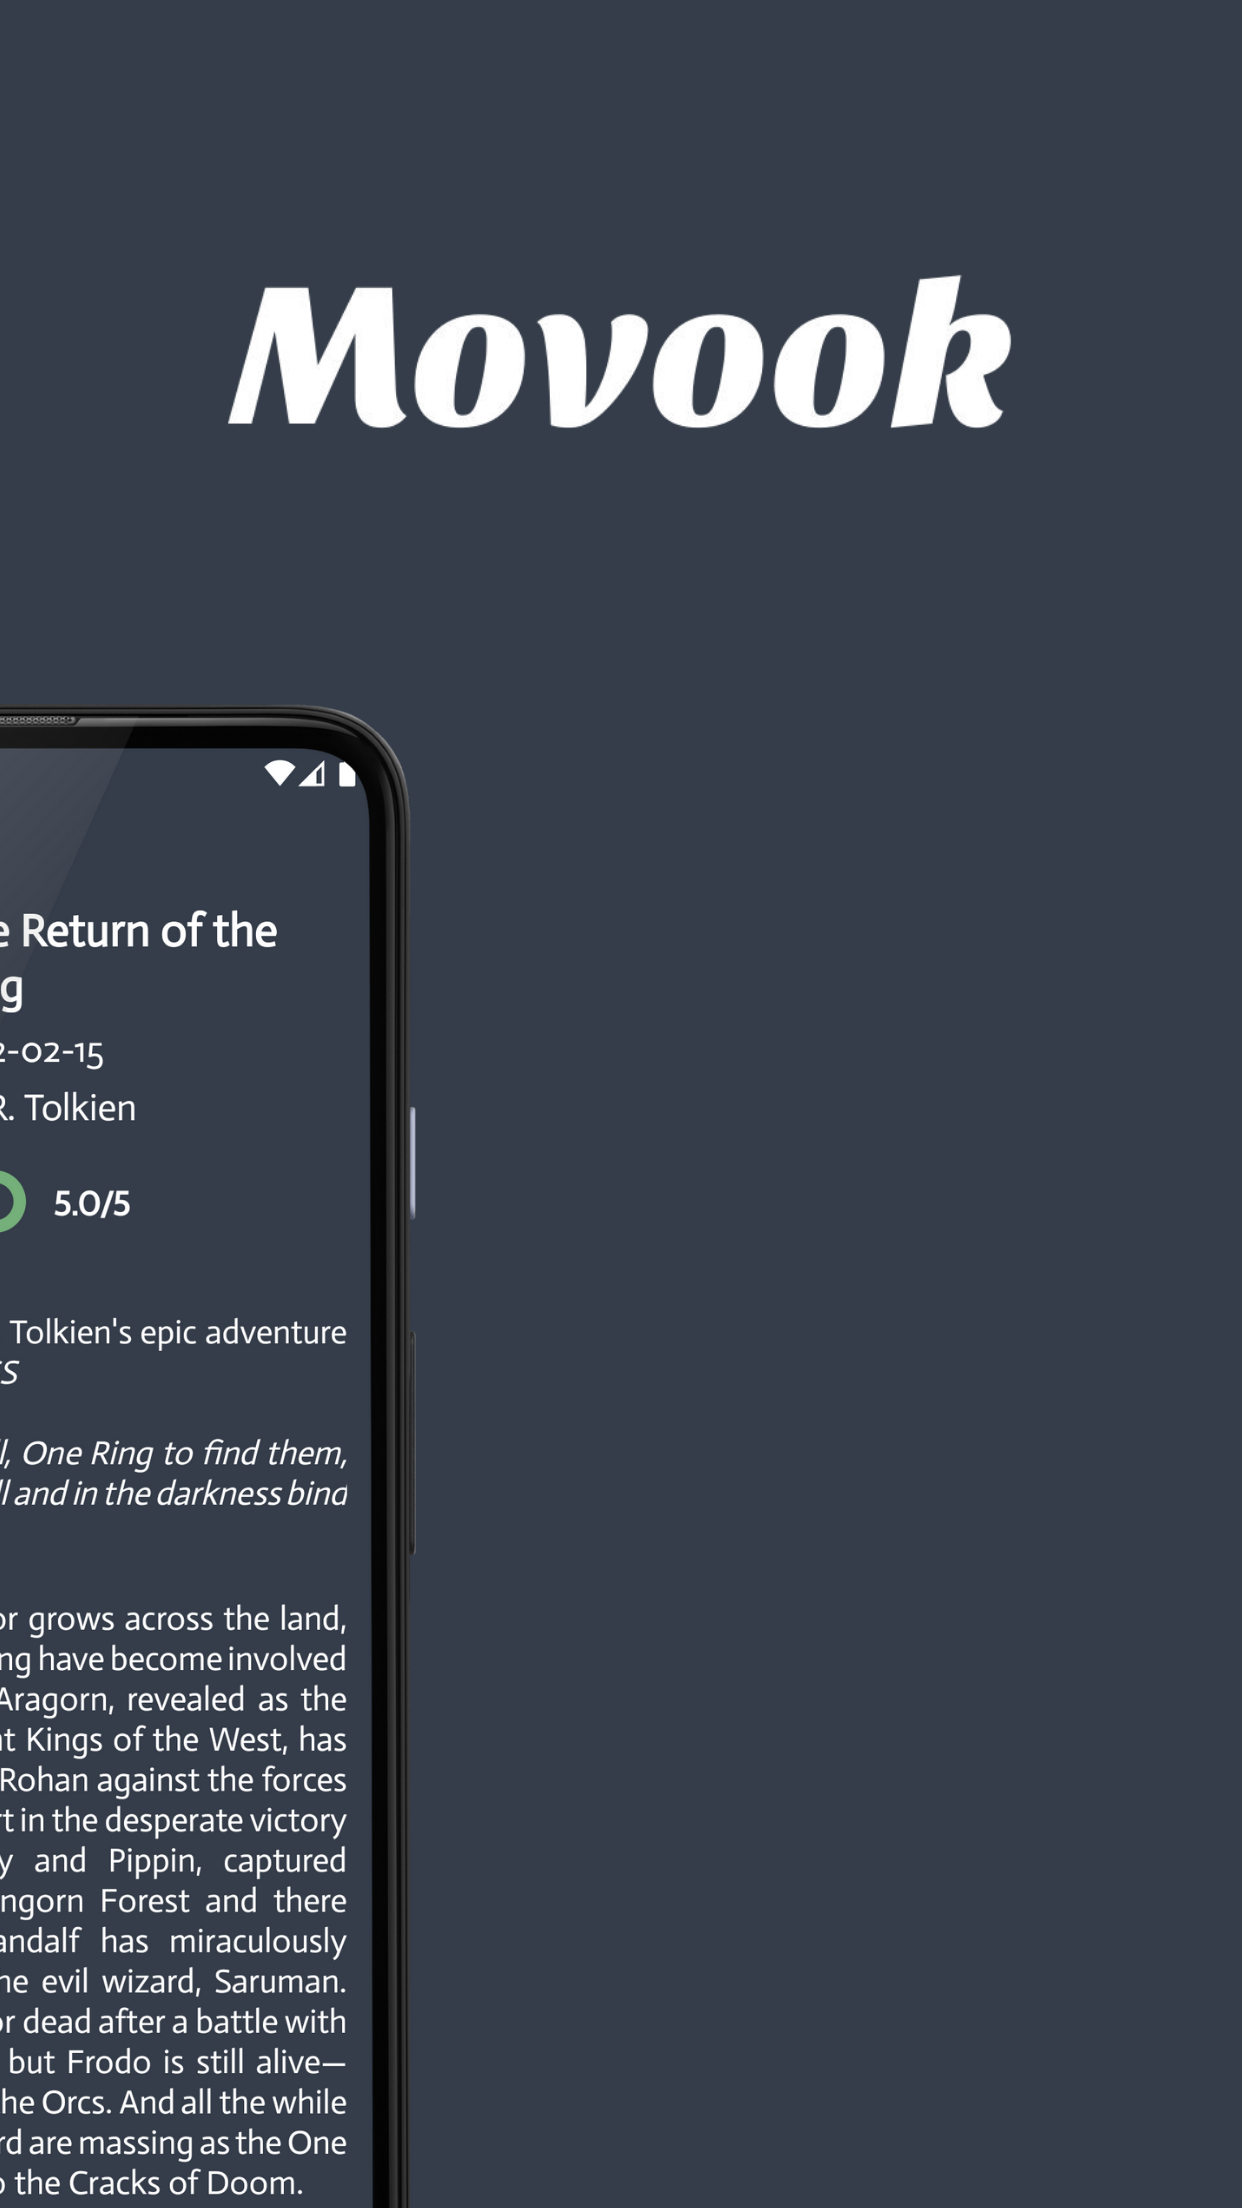 Movook
e Return of the
g
2-02-15
R. Tolkien
5.0/5
Tolkien's epic adventure
S
l, One Ring to find them,
ll and in the darkness bind
or grows across the land,
ng have become involved
Aragorn, revealed as the
nt Kings of the West, has
Rohan against the forces
rt in the desperate victory
y and Pippin, captured
ngorn Forest and there
andalf has miraculously
he evil wizard, Saruman.
or dead after a battle with
but Frodo is still alive—
he Orcs. And all the while
rd are massing as the One
o the Cracks of Doom.